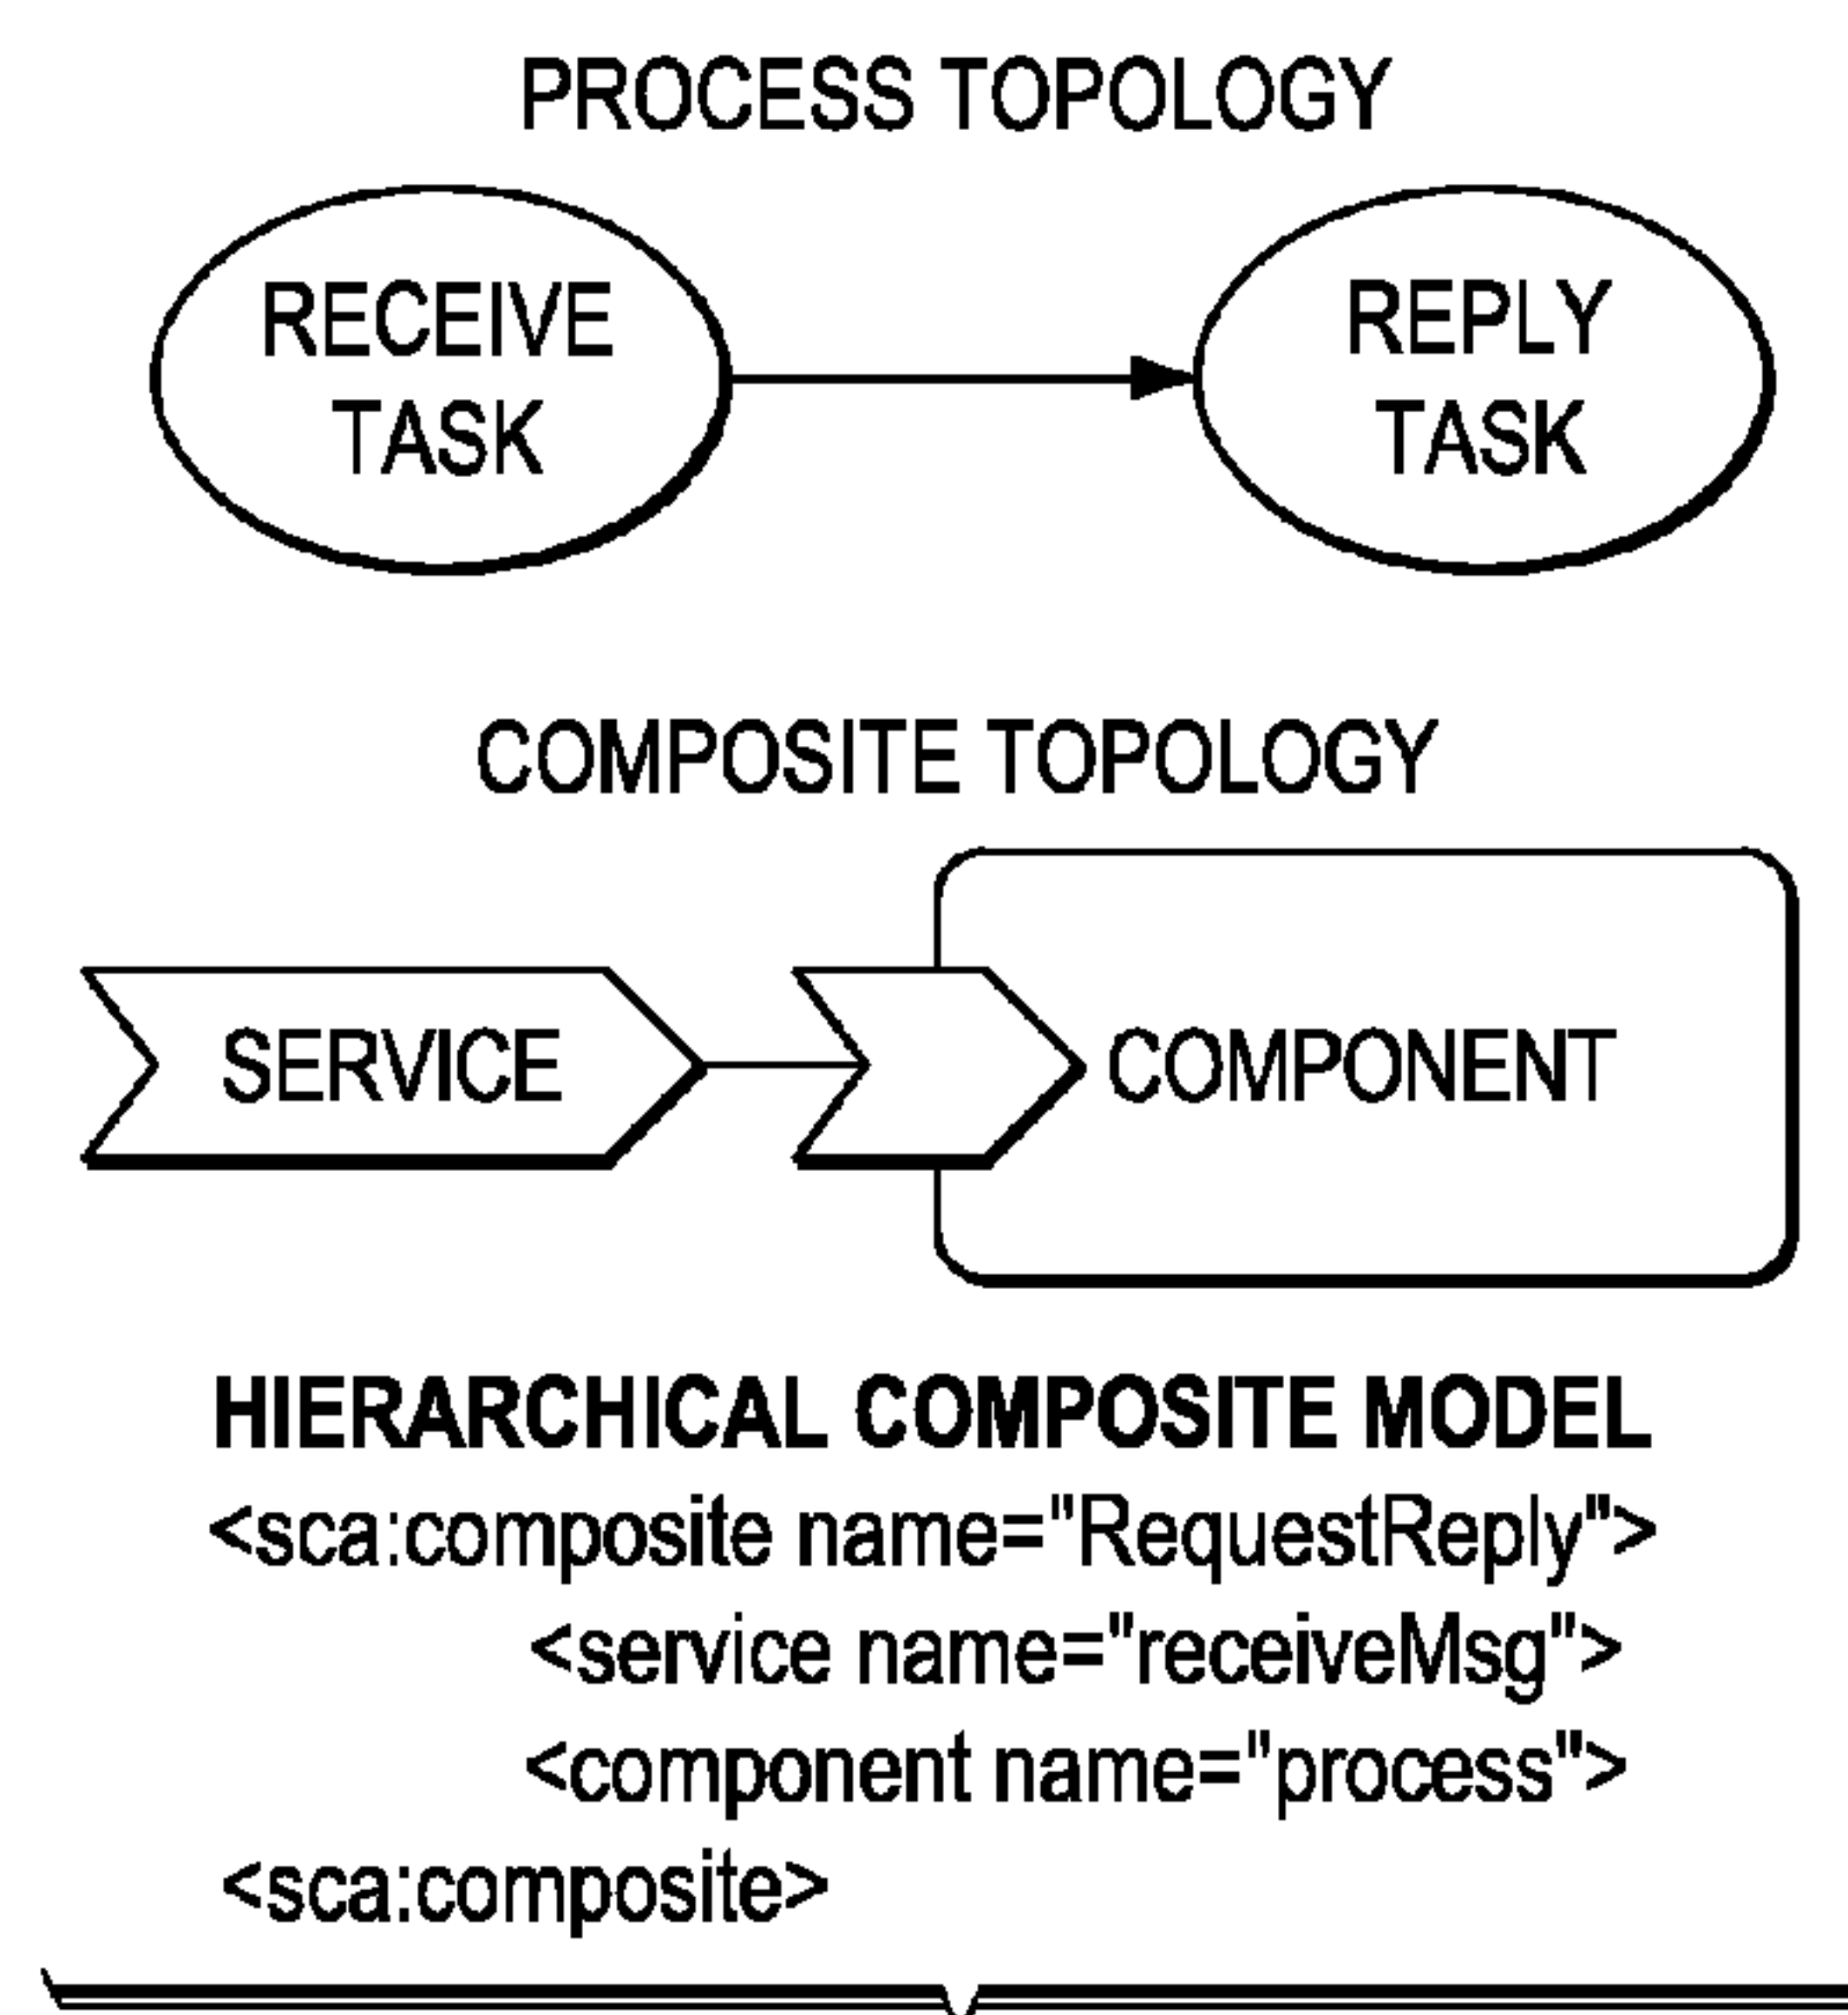 PROCESS TOPOLOGY
RECEIVE
TASK
REPLY
TASK
COMPOSITE TOPOLOGY
SERVICE
COMPONENT
HIERARCHICAL COMPOSITE MODEL
<sca:composite name="RequestReply">
<service name="receiveMsg">
<component name="process">
<sca:composite>